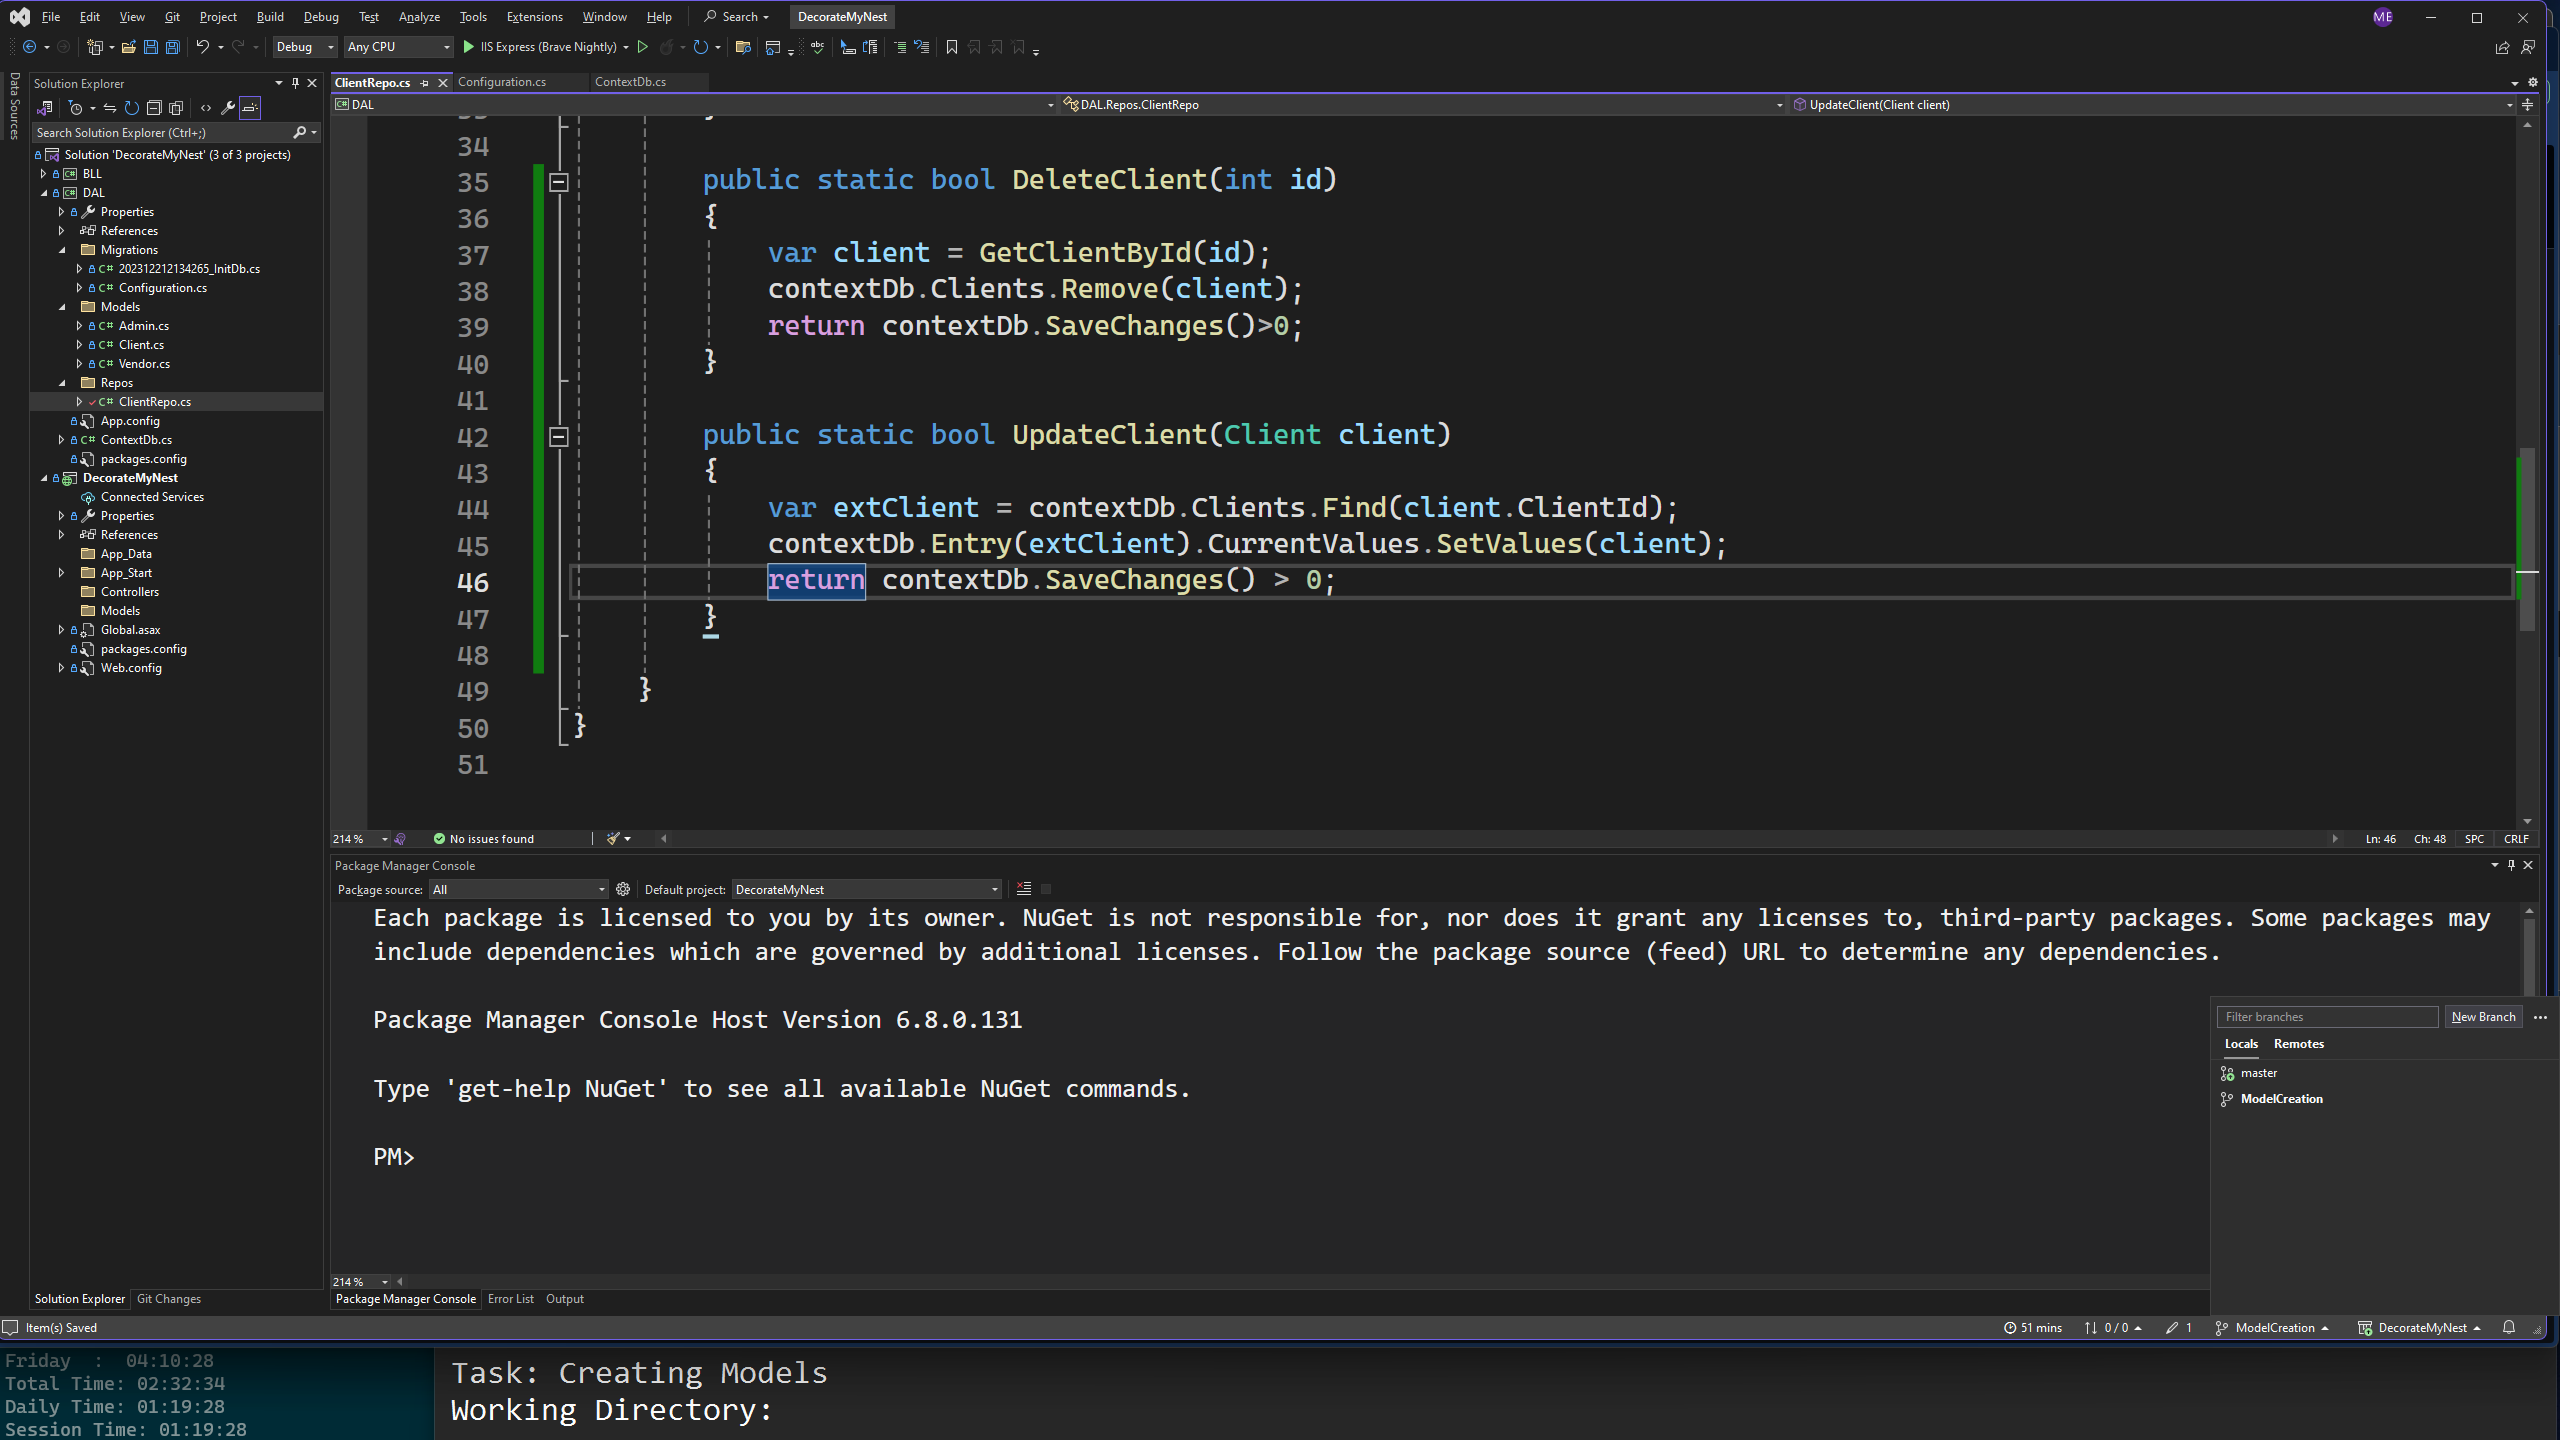 File Edit View Git Project Build Debug Test Analyze Tools Extensions Window Help Search DecorateMyNest ME
Debug Any CPU IIS Express (Brave Nightly)
Data Sources
Solution Explorer
Search Solution Explorer (Ctrl+;)
Solution 'DecorateMyNest' (3 of 3 projects)
BLL
DAL
Properties
References
Migrations
202312212134265_InitDb.cs
Configuration.cs
Models
Admin.cs
Client.cs
Vendor.cs
Repos
ClientRepo.cs
App.config
ContextDb.cs
packages.config
DecorateMyNest
Connected Services
Properties
References
App_Data
App_Start
Controllers
Models
Global.asax
packages.config
Web.config
Solution Explorer Git Changes
ClientRepo.cs Configuration.cs ContextDb.cs
DAL DAL.Repos.ClientRepo UpdateClient(Client client)
34
35 public static bool DeleteClient(int id)
36 {
37 var client = GetClientById(id);
38 contextDb.Clients.Remove(client);
39 return contextDb.SaveChanges()>0;
40 }
41
42 public static bool UpdateClient(Client client)
43 {
44 var extClient = contextDb.Clients.Find(client.ClientId);
45 contextDb.Entry(extClient).CurrentValues.SetValues(client);
46 return contextDb.SaveChanges() > 0;
47 }
48
49 }
50 }
51
214 % No issues found Ln: 46 Ch: 48 SPC CRLF
Package Manager Console
Package source: All Default project: DecorateMyNest
Each package is licensed to you by its owner. NuGet is not responsible for, nor does it grant any licenses to, third-party packages. Some packages may
include dependencies which are governed by additional licenses. Follow the package source (feed) URL to determine any dependencies.
Package Manager Console Host Version 6.8.0.131
Type 'get-help NuGet' to see all available NuGet commands.
PM>
214 %
Package Manager Console Error List Output
Filter branches New Branch
Locals Remotes
master
ModelCreation
Item(s) Saved 51 mins 0 / 0 1 ModelCreation DecorateMyNest
Friday : 04:10:28
Total Time: 02:32:34
Daily Time: 01:19:28
Session Time: 01:19:28
Task: Creating Models
Working Directory: